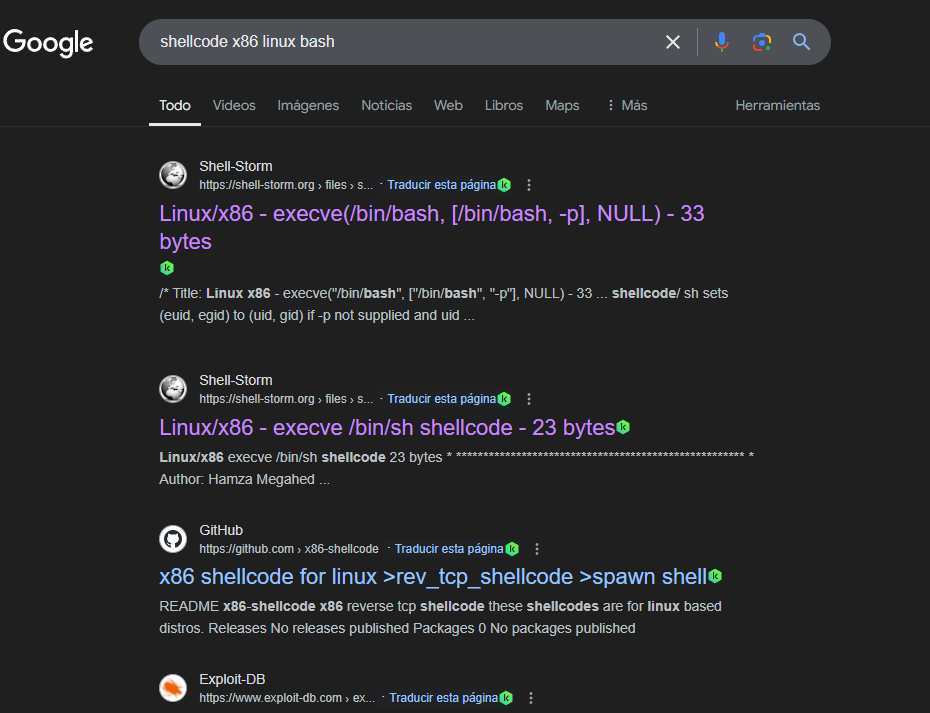 Google
shellcode x86 linux bash
Todo Videos Imágenes Noticias Web Libros Maps Más Herramientas
Shell-Storm
https://shell-storm.org › files › s... · Traducir esta página
Linux/x86 - execve(/bin/bash, [/bin/bash, -p], NULL) - 33
bytes
/* Title: Linux x86 - execve("/bin/bash", ["/bin/bash", "-p"], NULL) - 33 ... shellcode/ sh sets
(euid, egid) to (uid, gid) if -p not supplied and uid ...
Shell-Storm
https://shell-storm.org › files › s... · Traducir esta página
Linux/x86 - execve /bin/sh shellcode - 23 bytes
Linux/x86 execve /bin/sh shellcode 23 bytes * ****************************************************** *
Author: Hamza Megahed ...
GitHub
https://github.com › x86-shellcode · Traducir esta página
x86 shellcode for linux >rev_tcp_shellcode >spawn shell
README x86-shellcode x86 reverse tcp shellcode these shellcodes are for linux based
distros. Releases No releases published Packages 0 No packages published
Exploit-DB
https://www.exploit-db.com › ex... · Traducir esta página